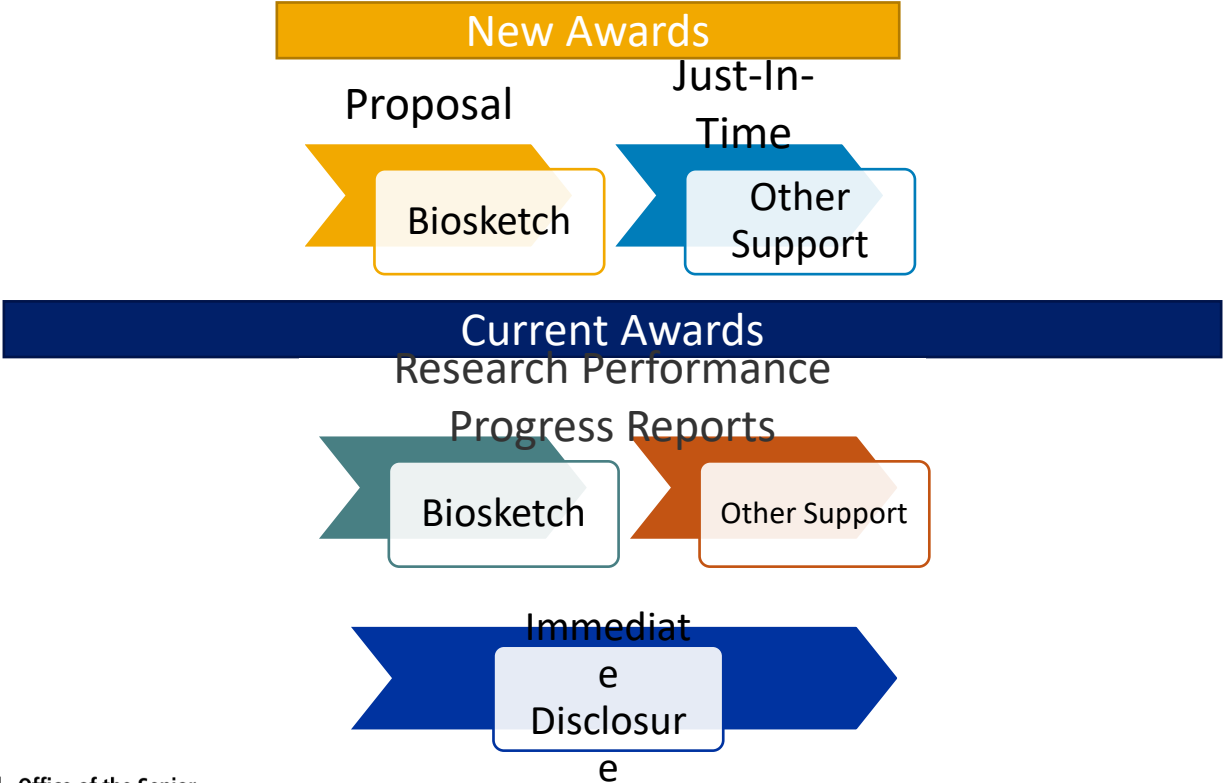 New Awards
Proposal
Just-In-
Time
Biosketch
Other
Support
Current Awards
Research Performance
Progress Reports
Biosketch
Other Support
Immediat
e
Disclosur
e
Office of the Senior